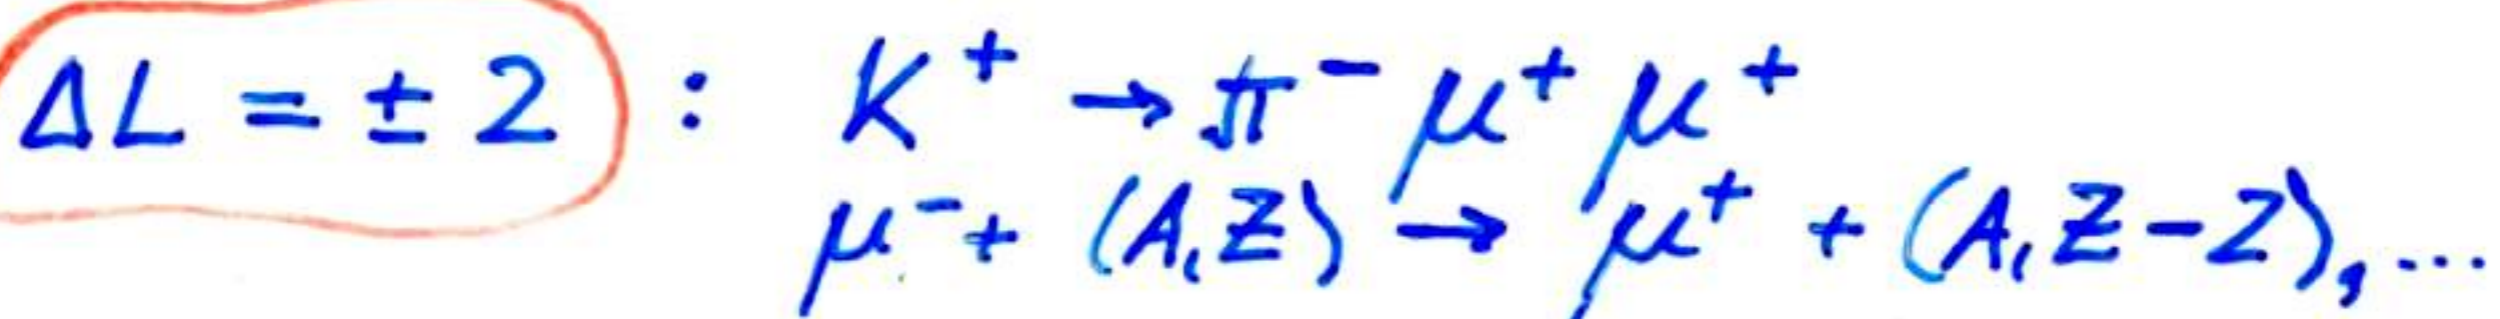 ΔL = ± 2 : K⁺ → π⁻ μ⁺ μ⁺
μ⁻ + (A, Z) → μ⁺ + (A, Z-2), ...